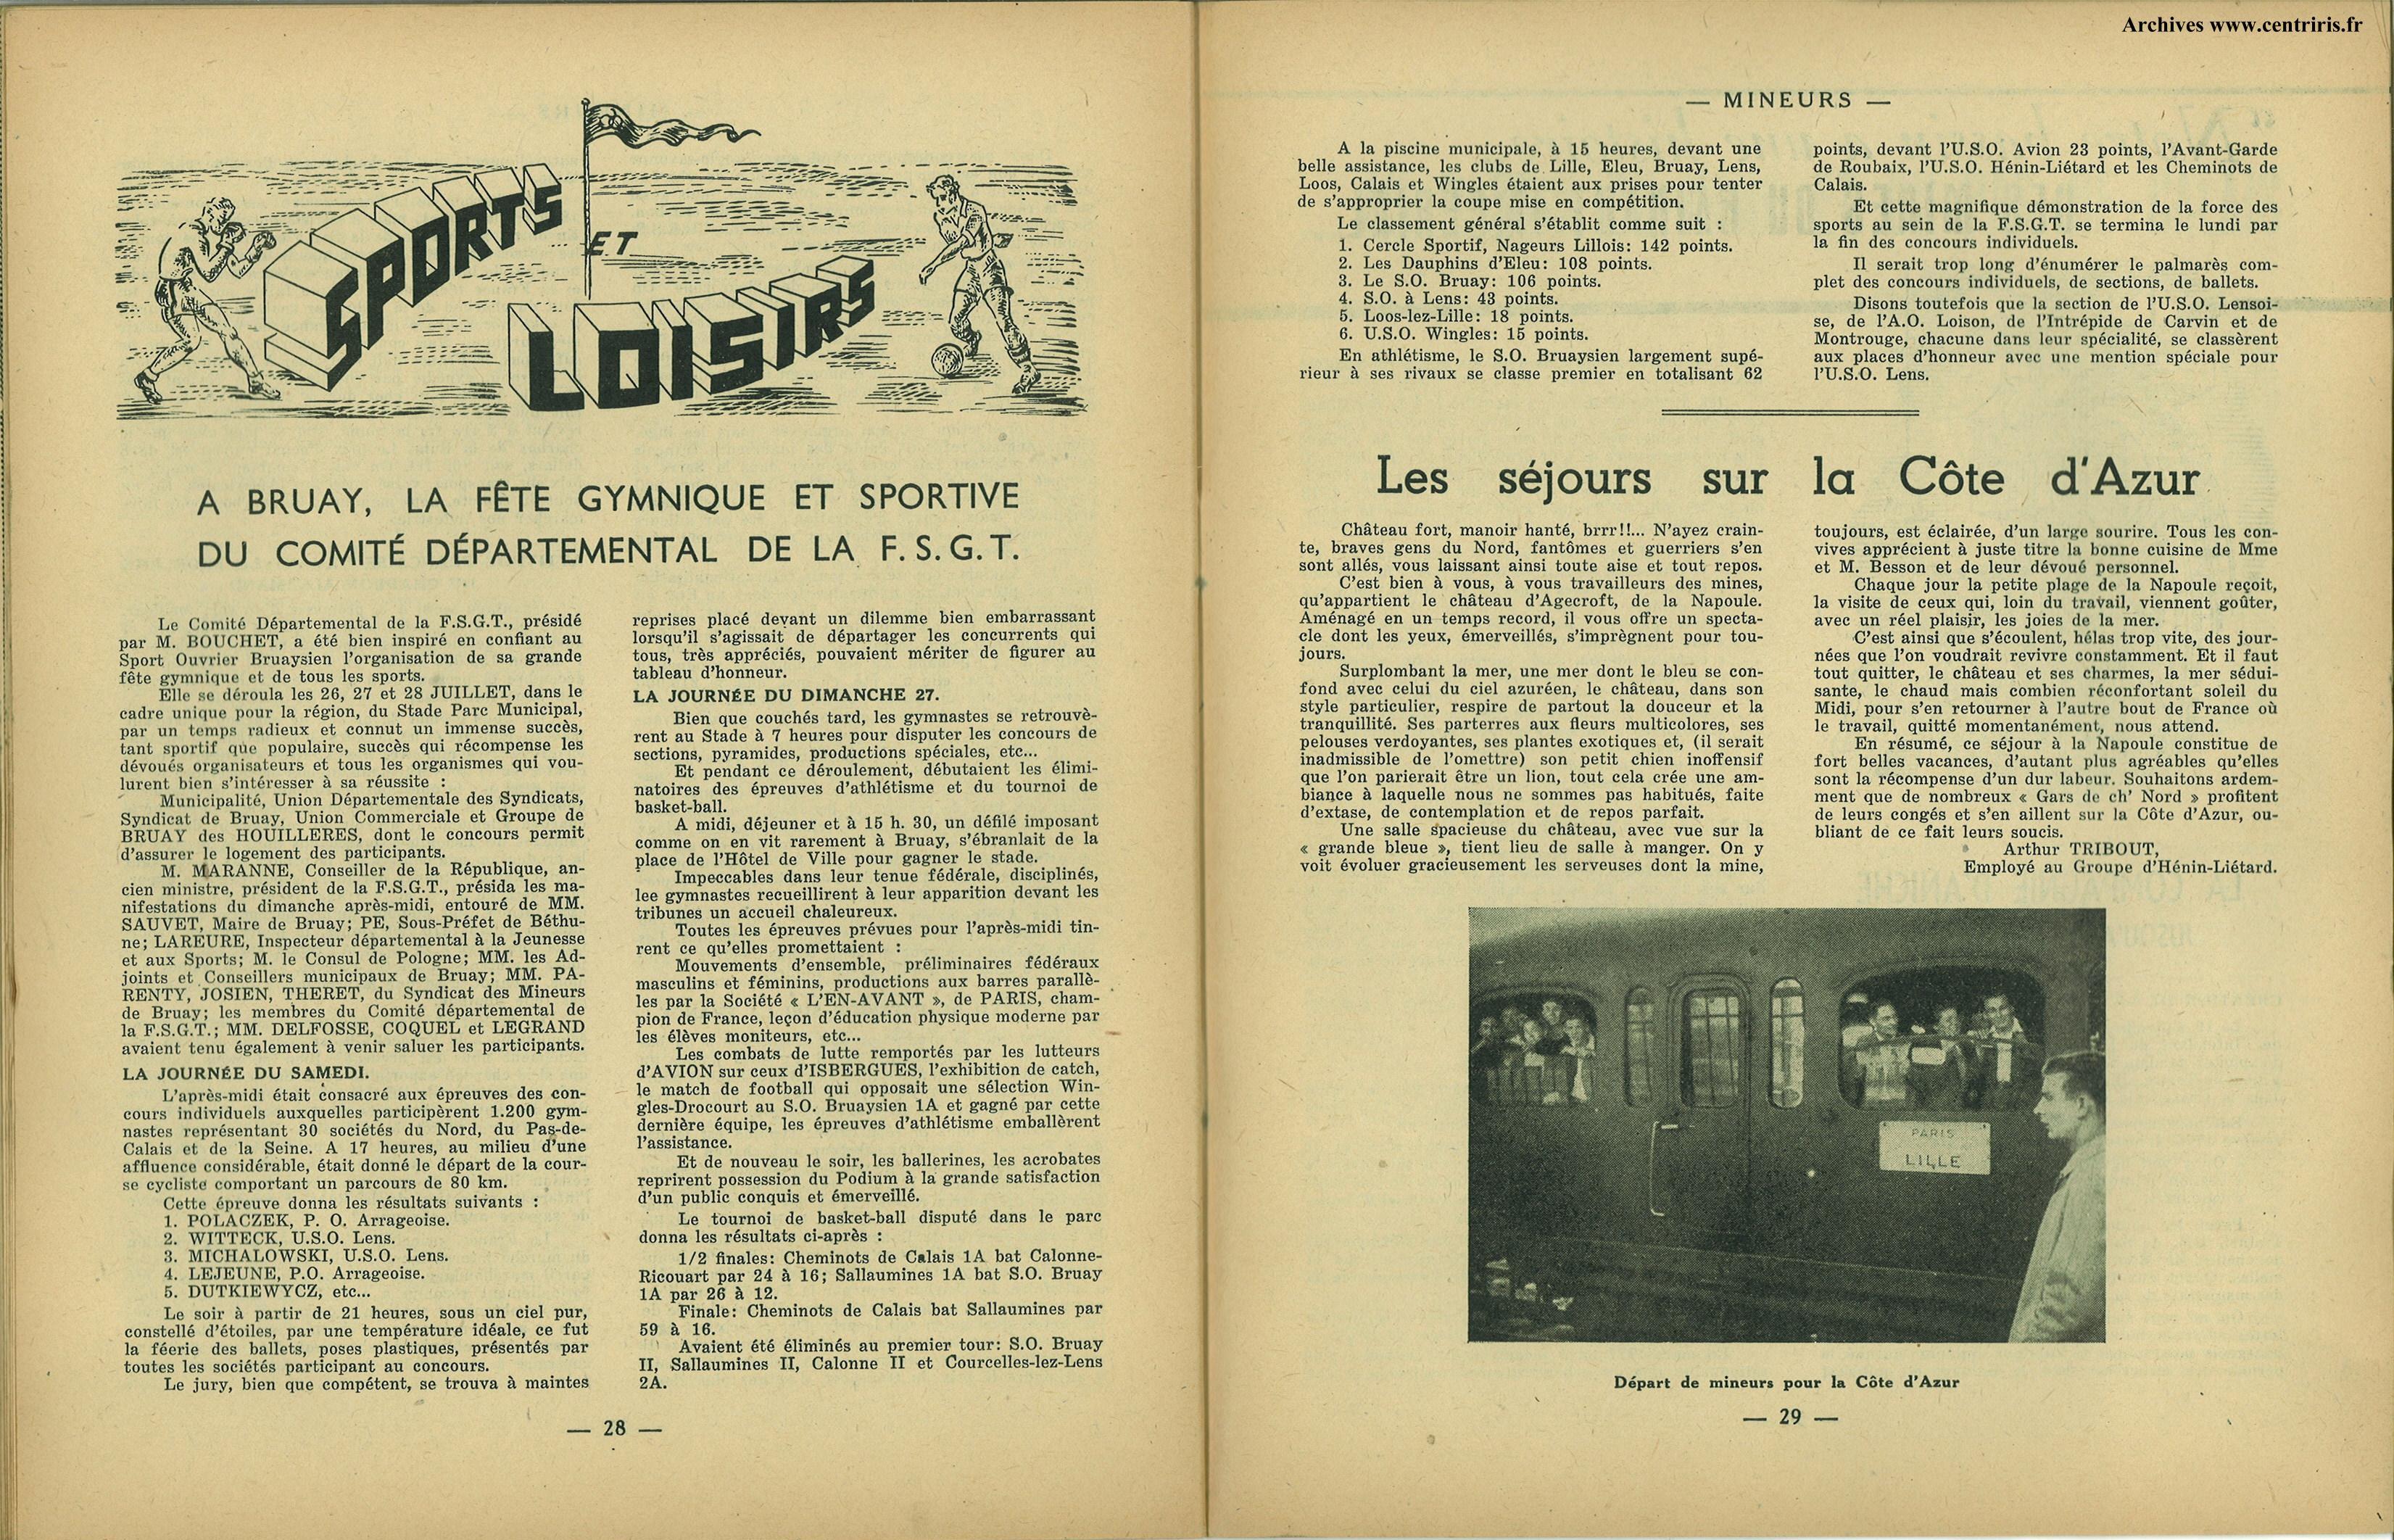 Archives www.centriris.fr
SPORTS
ET
LOISIRS
A BRUAY, LA FÊTE GYMNIQUE ET SPORTIVE
DU COMITÉ DÉPARTEMENTAL DE LA F.S.G.T.
Le Comité Départemental de la F.S.G.T., présidé
par M. BOUCHET, a été bien inspiré en confiant au
Sport Ouvrier Bruaysien l'organisation de sa grande
fête gymnique et de tous les sports.
Elle se déroula les 26, 27 et 28 JUILLET, dans le
cadre unique pour la région, du Stade Parc Municipal,
par un temps radieux et connut un immense succès,
tant sportif que populaire, succès qui récompense les
dévoués organisateurs et tous les organismes qui vou-
lurent bien s'intéresser à sa réussite :
Municipalité, Union Départementale des Syndicats,
Syndicat de Bruay, Union Commerciale et Groupe de
BRUAY des HOUILLERES, dont le concours permit
d'assurer le logement des participants.
M. MARANNE, Conseiller de la République, an-
cien ministre, président de la F.S.G.T., présida les ma-
nifestations du dimanche après-midi, entouré de MM.
SAUVET, Maire de Bruay; PE, Sous-Préfet de Béthu-
ne; LAREURE, Inspecteur départemental à la Jeunesse
et aux Sports; M. le Consul de Pologne; MM. les Ad-
joints et Conseillers municipaux de Bruay; MM. PA-
RENTY, JOSIEN, THERET, du Syndicat des Mineurs
de Bruay; les membres du Comité départemental de
la F.S.G.T.; MM. DELFOSSE, COQUEL et LEGRAND
avaient tenu également à venir saluer les participants.
LA JOURNÉE DU SAMEDI.
L'après-midi était consacré aux épreuves des con-
cours individuels auxquelles participèrent 1.200 gym-
nastes représentant 30 sociétés du Nord, du Pas-de-
Calais et de la Seine. A 17 heures, au milieu d'une
affluence considérable, était donné le départ de la cour-
se cycliste comportant un parcours de 80 km.
Cette épreuve donna les résultats suivants :
1. POLACZEK, P. O. Arrageoise.
2. WITTECK, U.S.O. Lens.
3. MICHALOWSKI, U.S.O. Lens.
4. LEJEUNE, P.O. Arrageoise.
5. DUTKIEWYCZ, etc...
Le soir à partir de 21 heures, sous un ciel pur,
constellé d'étoiles, par une température idéale, ce fut
la féerie des ballets, poses plastiques, présentés par
toutes les sociétés participant au concours.
Le jury, bien que compétent, se trouva à maintes
reprises placé devant un dilemme bien embarrassant
lorsqu'il s'agissait de départager les concurrents qui
tous, très appréciés, pouvaient mériter de figurer au
tableau d'honneur.
LA JOURNÉE DU DIMANCHE 27.
Bien que couchés tard, les gymnastes se retrouvè-
rent au Stade à 7 heures pour disputer les concours de
sections, pyramides, productions spéciales, etc...
Et pendant ce déroulement, débutaient les élimi-
natoires des épreuves d'athlétisme et du tournoi de
basket-ball.
A midi, déjeuner et à 15 h. 30, un défilé imposant
comme on en vit rarement à Bruay, s'ébranlait de la
place de l'Hôtel de Ville pour gagner le stade.
Impeccables dans leur tenue fédérale, disciplinés,
lee gymnastes recueillirent à leur apparition devant les
tribunes un accueil chaleureux.
Toutes les épreuves prévues pour l'après-midi tin-
rent ce qu'elles promettaient :
Mouvements d'ensemble, préliminaires fédéraux
masculins et féminins, productions aux barres parallè-
les par la Société « L'EN-AVANT », de PARIS, cham-
pion de France, leçon d'éducation physique moderne par
les élèves moniteurs, etc...
Les combats de lutte remportés par les lutteurs
d'AVION sur ceux d'ISBERGUES, l'exhibition de catch,
le match de football qui opposait une sélection Win-
gles-Drocourt au S.O. Bruaysien 1A et gagné par cette
dernière équipe, les épreuves d'athlétisme emballèrent
l'assistance.
Et de nouveau le soir, les ballerines, les acrobates
reprirent possession du Podium à la grande satisfaction
d'un public conquis et émerveillé.
Le tournoi de basket-ball disputé dans le parc
donna les résultats ci-après :
1/2 finales: Cheminots de Calais 1A bat Calonne-
Ricouart par 24 à 16; Sallaumines 1A bat S.O. Bruay
1A par 26 à 12.
Finale: Cheminots de Calais bat Sallaumines par
59 à 16.
Avaient été éliminés au premier tour: S.O. Bruay
II, Sallaumines II, Calonne II et Courcelles-lez-Lens
2A.
— 28 —
— MINEURS —
A la piscine municipale, à 15 heures, devant une
belle assistance, les clubs de Lille, Eleu, Bruay, Lens,
Loos, Calais et Wingles étaient aux prises pour tenter
de s'approprier la coupe mise en compétition.
Le classement général s'établit comme suit :
1. Cercle Sportif, Nageurs Lillois: 142 points.
2. Les Dauphins d'Eleu: 108 points.
3. Le S.O. Bruay: 106 points.
4. S.O. à Lens: 43 points.
5. Loos-lez-Lille: 18 points.
6. U.S.O. Wingles: 15 points.
En athlétisme, le S.O. Bruaysien largement supé-
rieur à ses rivaux se classe premier en totalisant 62
points, devant l'U.S.O. Avion 23 points, l'Avant-Garde
de Roubaix, l'U.S.O. Hénin-Liétard et les Cheminots de
Calais.
Et cette magnifique démonstration de la force des
sports au sein de la F.S.G.T. se termina le lundi par
la fin des concours individuels.
Il serait trop long d'énumérer le palmarès com-
plet des concours individuels, de sections, de ballets.
Disons toutefois que la section de l'U.S.O. Lensoi-
se, de l'A.O. Loison, de l'Intrépide de Carvin et de
Montrouge, chacune dans leur spécialité, se classèrent
aux places d'honneur avec une mention spéciale pour
l'U.S.O. Lens.
Les séjours sur la Côte d'Azur
Château fort, manoir hanté, brrr!!... N'ayez crain-
te, braves gens du Nord, fantômes et guerriers s'en
sont allés, vous laissant ainsi toute aise et tout repos.
C'est bien à vous, à vous travailleurs des mines,
qu'appartient le château d'Agecroft, de la Napoule.
Aménagé en un temps record, il vous offre un specta-
cle dont les yeux, émerveillés, s'imprègnent pour tou-
jours.
Surplombant la mer, une mer dont le bleu se con-
fond avec celui du ciel azuréen, le château, dans son
style particulier, respire de partout la douceur et la
tranquillité. Ses parterres aux fleurs multicolores, ses
pelouses verdoyantes, ses plantes exotiques et, (il serait
inadmissible de l'omettre) son petit chien inoffensif
que l'on parierait être un lion, tout cela crée une am-
biance à laquelle nous ne sommes pas habitués, faite
d'extase, de contemplation et de repos parfait.
Une salle spacieuse du château, avec vue sur la
« grande bleue », tient lieu de salle à manger. On y
voit évoluer gracieusement les serveuses dont la mine,
toujours, est éclairée, d'un large sourire. Tous les con-
vives apprécient à juste titre la bonne cuisine de Mme
et M. Besson et de leur dévoué personnel.
Chaque jour la petite plage de la Napoule reçoit,
la visite de ceux qui, loin du travail, viennent goûter,
avec un réel plaisir, les joies de la mer.
C'est ainsi que s'écoulent, hélas trop vite, des jour-
nées que l'on voudrait revivre constamment. Et il faut
tout quitter, le château et ses charmes, la mer sédui-
sante, le chaud mais combien réconfortant soleil du
Midi, pour s'en retourner à l'autre bout de France où
le travail, quitté momentanément, nous attend.
En résumé, ce séjour à la Napoule constitue de
fort belles vacances, d'autant plus agréables qu'elles
sont la récompense d'un dur labeur. Souhaitons ardem-
ment que de nombreux « Gars de ch' Nord » profitent
de leurs congés et s'en aillent sur la Côte d'Azur, ou-
bliant de ce fait leurs soucis.
Arthur TRIBOUT,
Employé au Groupe d'Hénin-Liétard.
PARIS
LILLE
Départ de mineurs pour la Côte d'Azur
— 29 —